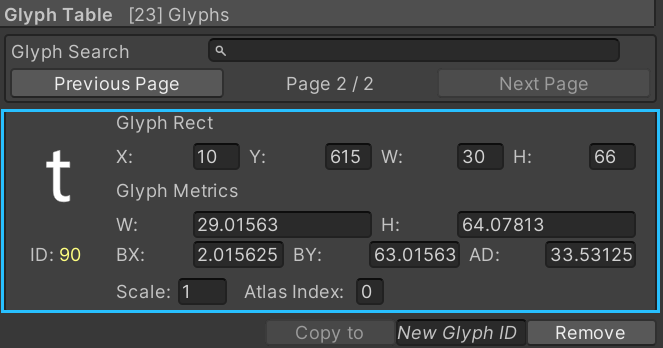 Glyph Table [23] Glyphs
Glyph Search
Previous Page Page 2 / 2 Next Page
Glyph Rect
X: 10 Y: 615 W: 30 H: 66
t
Glyph Metrics
W: 29.01563 H: 64.07813
ID: 90 BX: 2.015625 BY: 63.01563 AD: 33.53125
Scale: 1 Atlas Index: 0
Copy to New Glyph ID Remove